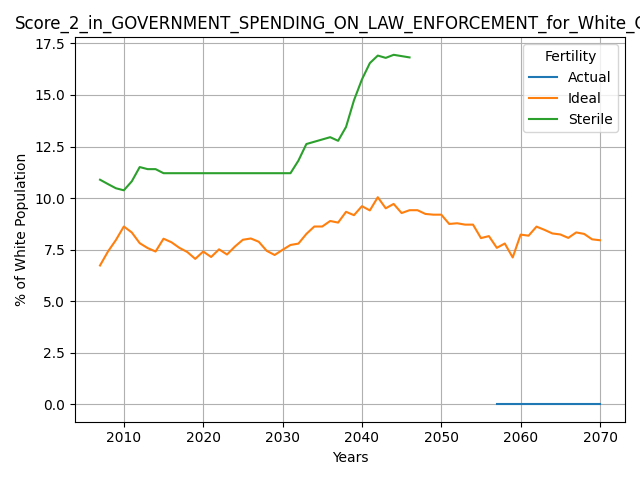 Score_2_in_GOVERNMENT_SPENDING_ON_LAW_ENFORCEMENT_for_White_
Fertility
Actual
Ideal
Sterile
% of White Population
17.5
15.0
12.5
10.0
7.5
5.0
2.5
0.0
2010 2020 2030 2040 2050 2060 2070
Years